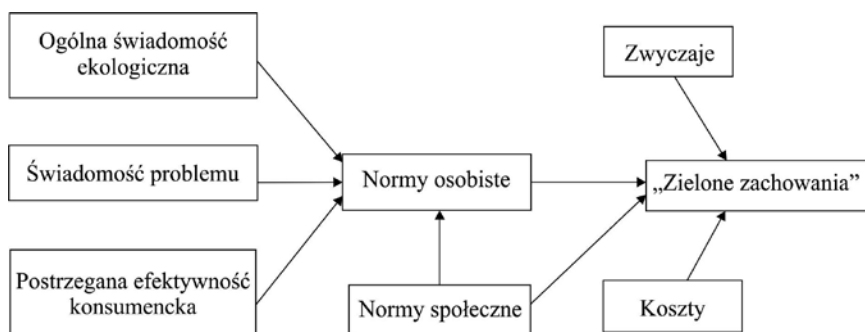 Ogólna świadomość
ekologiczna
Zwyczaje
Świadomość problemu
Normy osobiste
„Zielone zachowania”
Postrzegana efektywność
konsumencka
Normy społeczne
Koszty